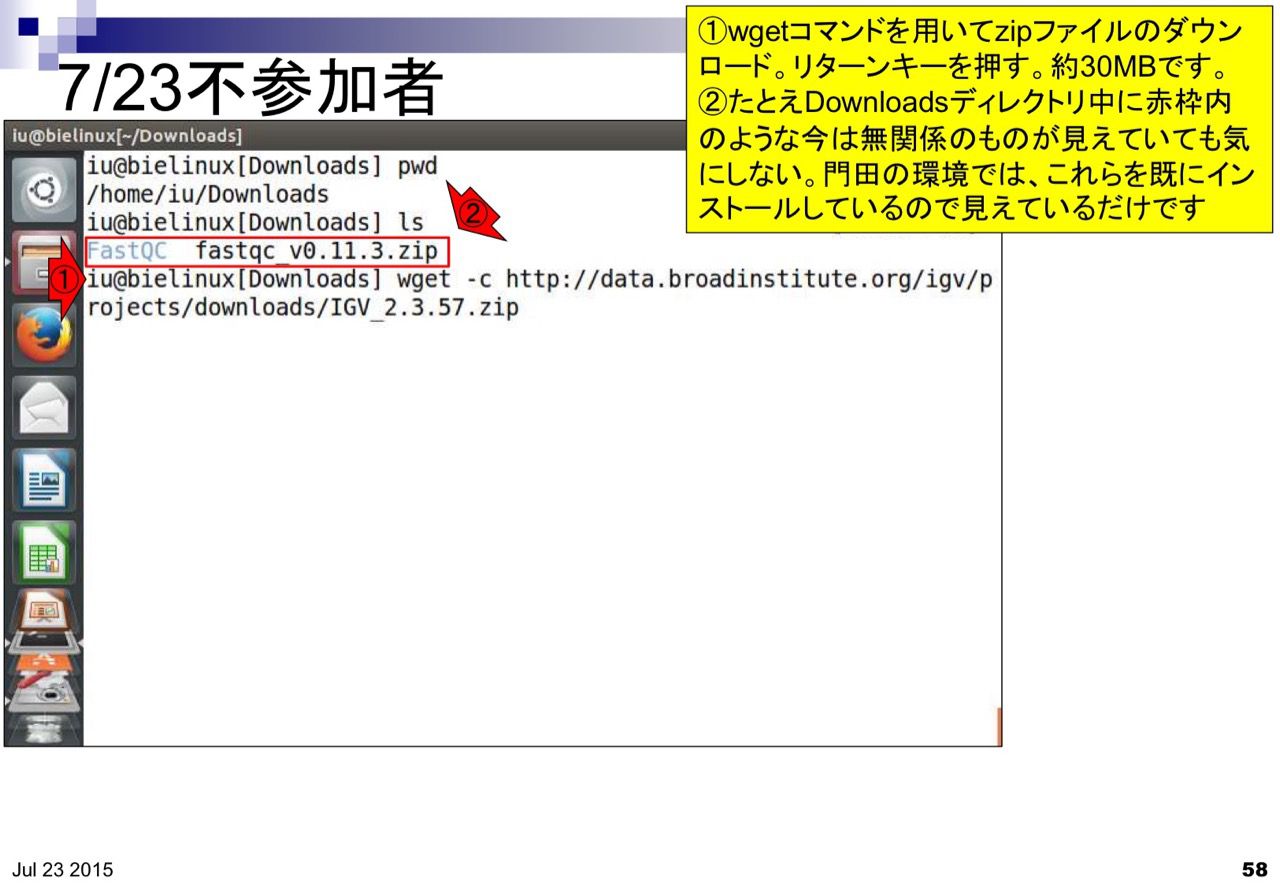 ①wgetコマンドを用いてzipファイルのダウン
ロード。リターンキーを押す。約30MBです。
②たとえDownloadsディレクトリ中に赤枠内
のような今は無関係のものが見えていても気
にしない。門田の環境では、これらを既にイン
ストールしているので見えているだけです
7/23不参加者
iu@bielinux[~/Downloads]
iu@bielinux[Downloads] pwd
/home/iu/Downloads
②
iu@bielinux[Downloads] ls
FastQC fastqc_v0.11.3.zip
①
iu@bielinux[Downloads] wget -c http://data.broadinstitute.org/igv/p
rojects/downloads/IGV_2.3.57.zip
Jul 23 2015
58